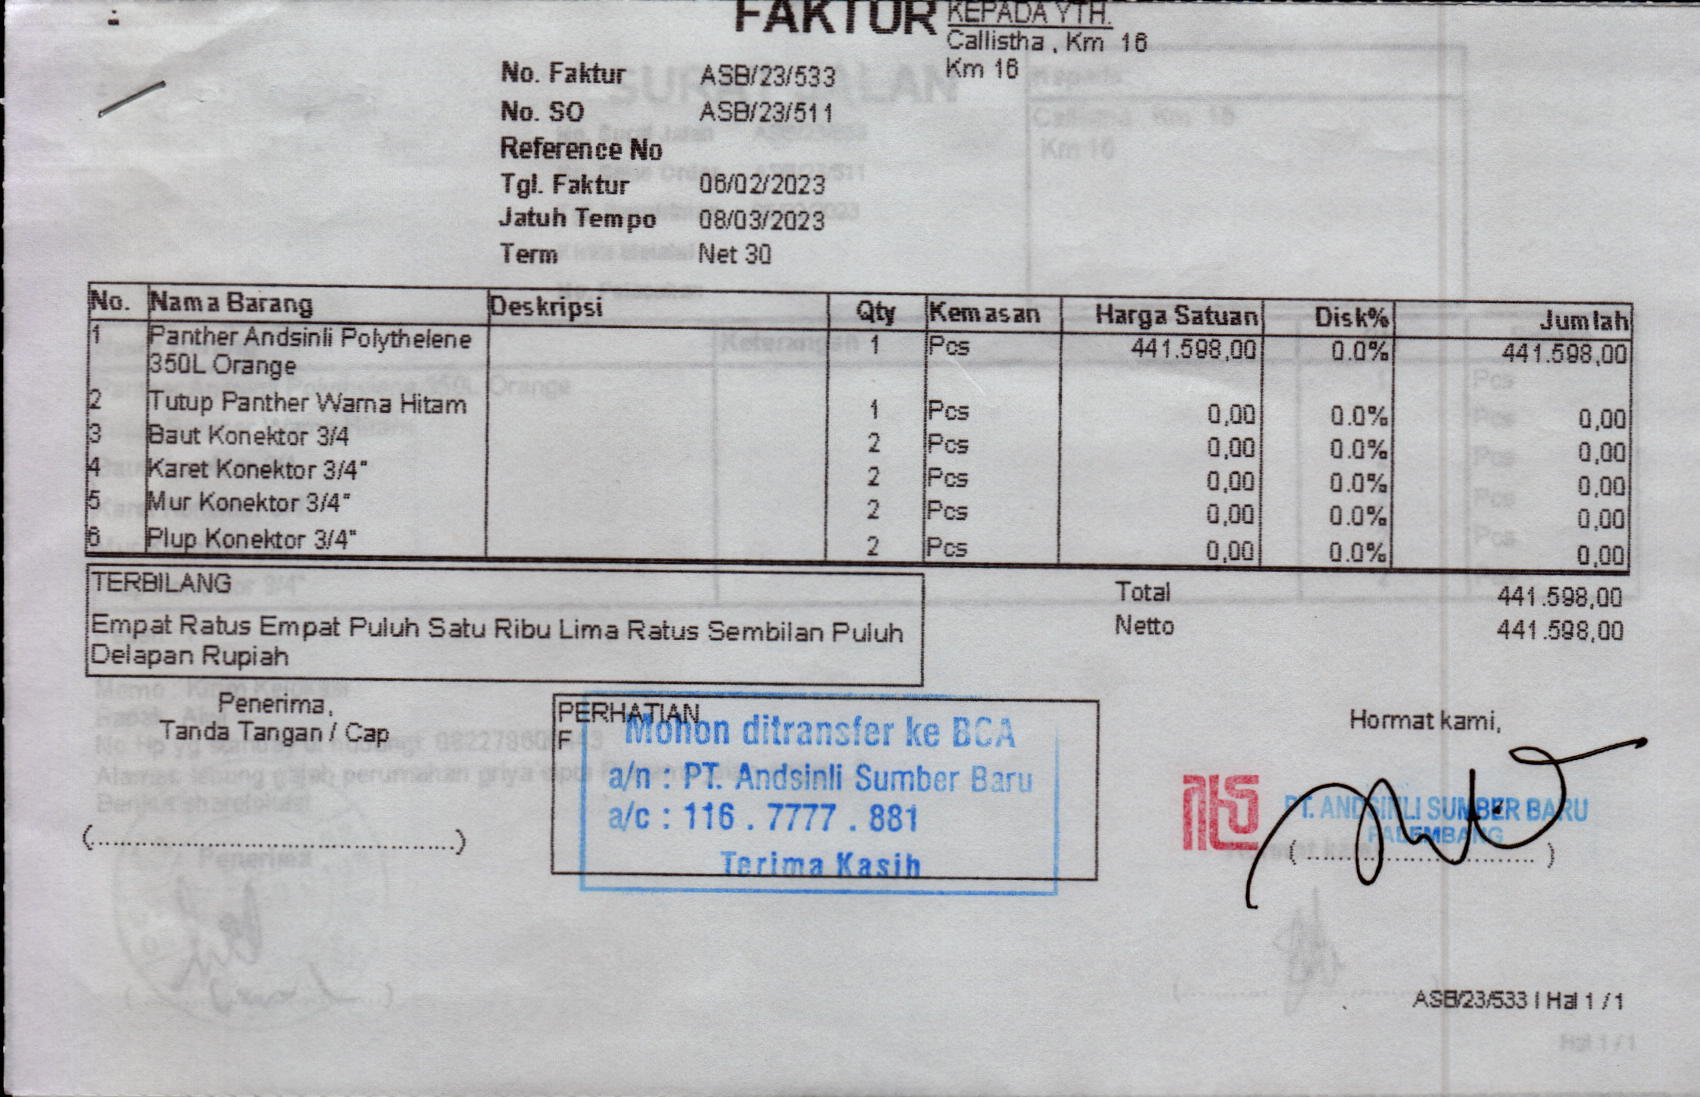 FAKTUR
KEPADA YTH.
Callistha , Km 16
Km 16
No. Faktur ASB/23/533
No. SO ASB/23/511
Reference No
Tgl. Faktur 06/02/2023
Jatuh Tempo 08/03/2023
Term Net 30
No. Nama Barang Deskripsi Qty Kemasan Harga Satuan Disk% Jumlah
1 Panther Andsinli Polythelene 1 Pcs 441.598,00 0.0% 441.598,00
350L Orange
2 Tutup Panther Warna Hitam 1 Pcs 0,00 0.0% 0,00
3 Baut Konektor 3/4 2 Pcs 0,00 0.0% 0,00
4 Karet Konektor 3/4" 2 Pcs 0,00 0.0% 0,00
5 Mur Konektor 3/4" 2 Pcs 0,00 0.0% 0,00
6 Plup Konektor 3/4" 2 Pcs 0,00 0.0% 0,00
TERBILANG
Empat Ratus Empat Puluh Satu Ribu Lima Ratus Sembilan Puluh
Delapan Rupiah
Total 441.598,00
Netto 441.598,00
Penerima,
Tanda Tangan / Cap
(..................................................)
PERHATIAN
F
Mohon ditransfer ke BCA
a/n : PT. Andsinli Sumber Baru
a/c : 116 . 7777 . 881
Terima Kasih
Hormat kami,
PT. ANDSINLI SUMBER BARU
PALEMBANG
(..................................)
ASB/23/533 | Hal 1 / 1
Hal 1 / 1